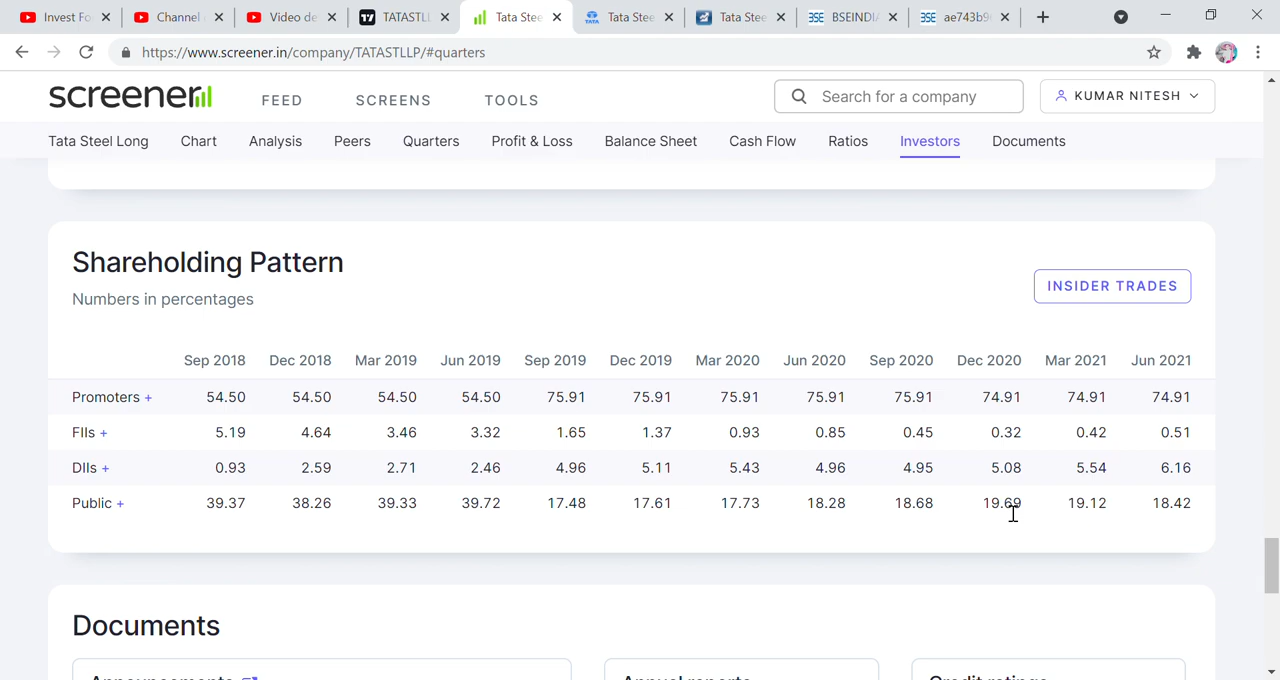 Invest Fo
Channel
Video de
TATASTLL
Tata Stee
Tata Stee
Tata Stee
BSEINDIA
ae743b9
https://www.screener.in/company/TATASTLLP/#quarters
screener
FEED
SCREENS
TOOLS
Search for a company
KUMAR NITESH
Tata Steel Long Chart Analysis Peers Quarters Profit & Loss Balance Sheet Cash Flow Ratios Investors Documents
Shareholding Pattern
Numbers in percentages
INSIDER TRADES
Sep 2018 Dec 2018 Mar 2019 Jun 2019 Sep 2019 Dec 2019 Mar 2020 Jun 2020 Sep 2020 Dec 2020 Mar 2021 Jun 2021
Promoters + 54.50 54.50 54.50 54.50 75.91 75.91 75.91 75.91 75.91 74.91 74.91 74.91
FIIs + 5.19 4.64 3.46 3.32 1.65 1.37 0.93 0.85 0.45 0.32 0.42 0.51
DIIs + 0.93 2.59 2.71 2.46 4.96 5.11 5.43 4.96 4.95 5.08 5.54 6.16
Public + 39.37 38.26 39.33 39.72 17.48 17.61 17.73 18.28 18.68 19.69 19.12 18.42
Documents
Announcements
Annual reports
Credit ratings